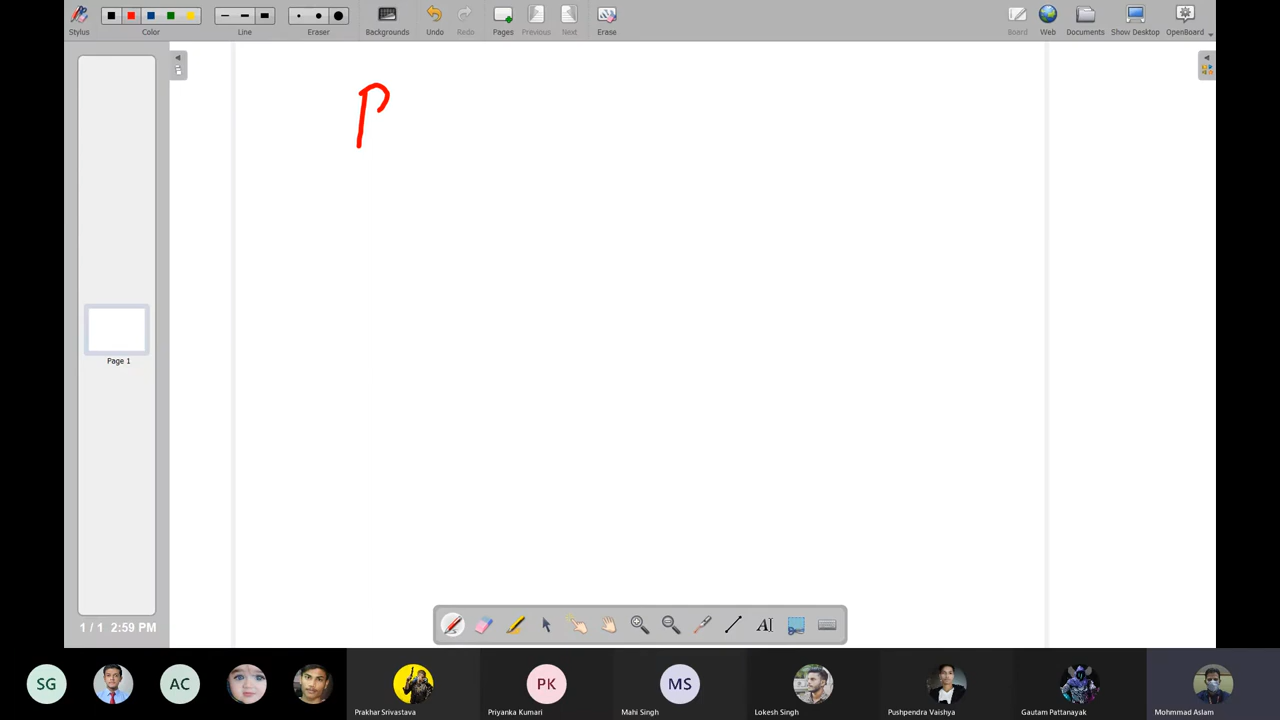 Stylus Color Line Eraser Backgrounds Undo Redo Pages Previous Next Erase Board Web Documents Show Desktop OpenBoard
P
Page 1
1 / 1 2:59 PM
AI
SG AC PK MS
Prakhar Srivastava Priyanka Kumari Mahi Singh Lokesh Singh Pushpendra Vaishya Gautam Pattanayak Mohmmad Aslam